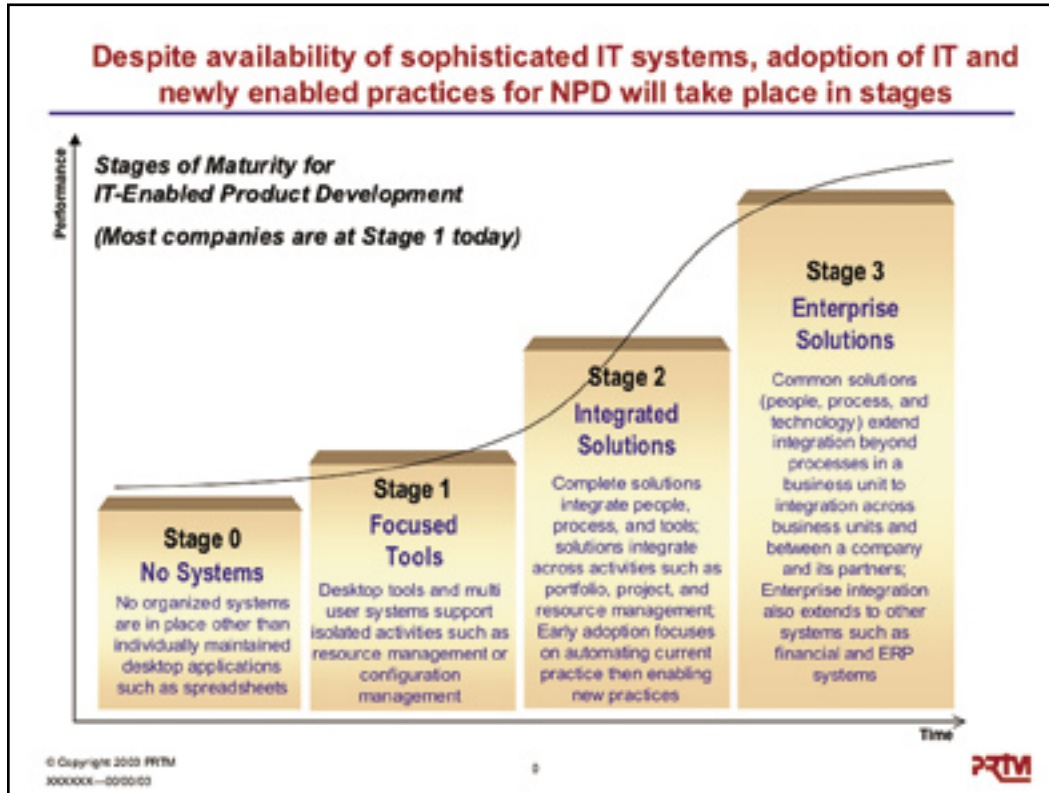 Despite availability of sophisticated IT systems, adoption of IT and
newly enabled practices for NPD will take place in stages
Performance
Stages of Maturity for
IT-Enabled Product Development
(Most companies are at Stage 1 today)
Stage 0
No Systems
No organized systems
are in place other than
individually maintained
desktop applications
such as spreadsheets
Stage 1
Focused
Tools
Desktop tools and multi
user systems support
isolated activities such as
resource management or
configuration
management
Stage 2
Integrated
Solutions
Complete solutions
integrate people,
process, and tools;
solutions integrate
across activities such as
portfolio, project, and
resource management;
Early adoption focuses
on automating current
practice then enabling
new practices
Stage 3
Enterprise
Solutions
Common solutions
(people, process, and
technology) extend
integration beyond
processes in a
business unit to
integration across
business units and
between a company
and its partners;
Enterprise integration
also extends to other
systems such as
financial and ERP
systems
Time
© Copyright 2003 PRTM
XXXXXX—00/00/03
0
PRTM